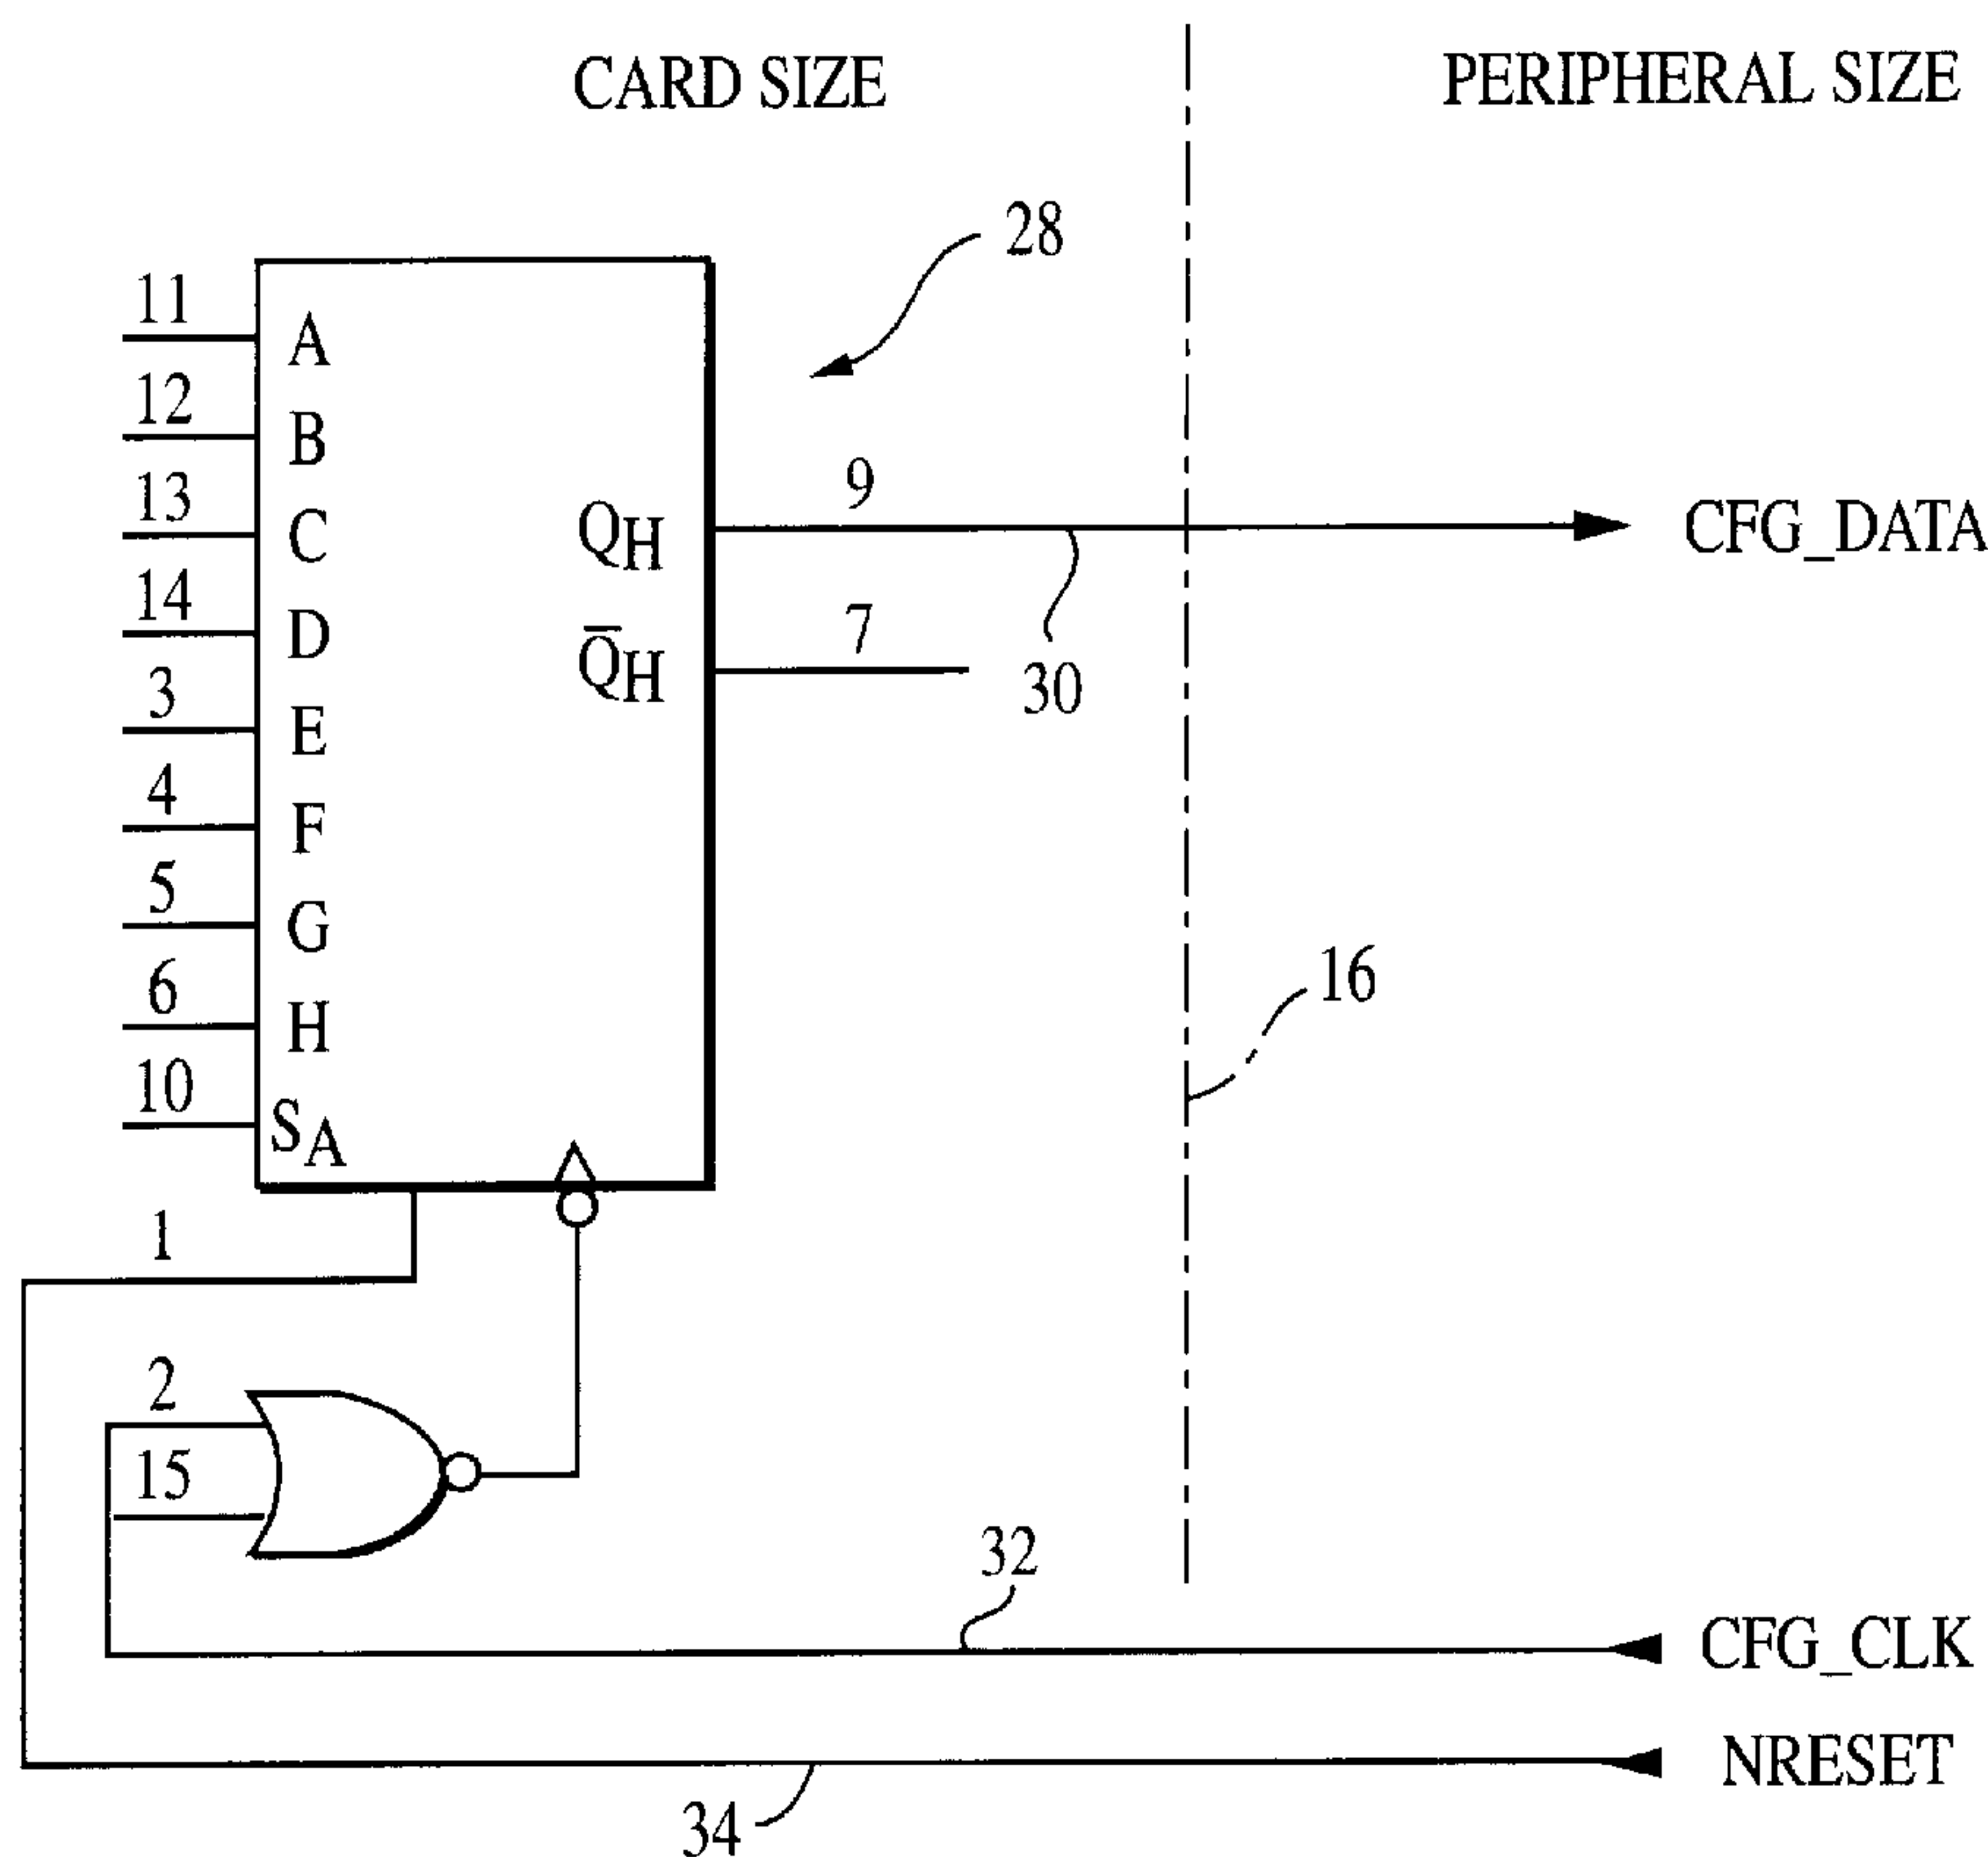 CARD SIZE
PERIPHERAL SIZE
28
11
A
12
B
13
C
9
QH
CFG_DATA
14
D
7
Q̅H
30
3
E
4
F
5
G
16
6
H
10
SA
1
2
15
32
CFG_CLK
NRESET
34